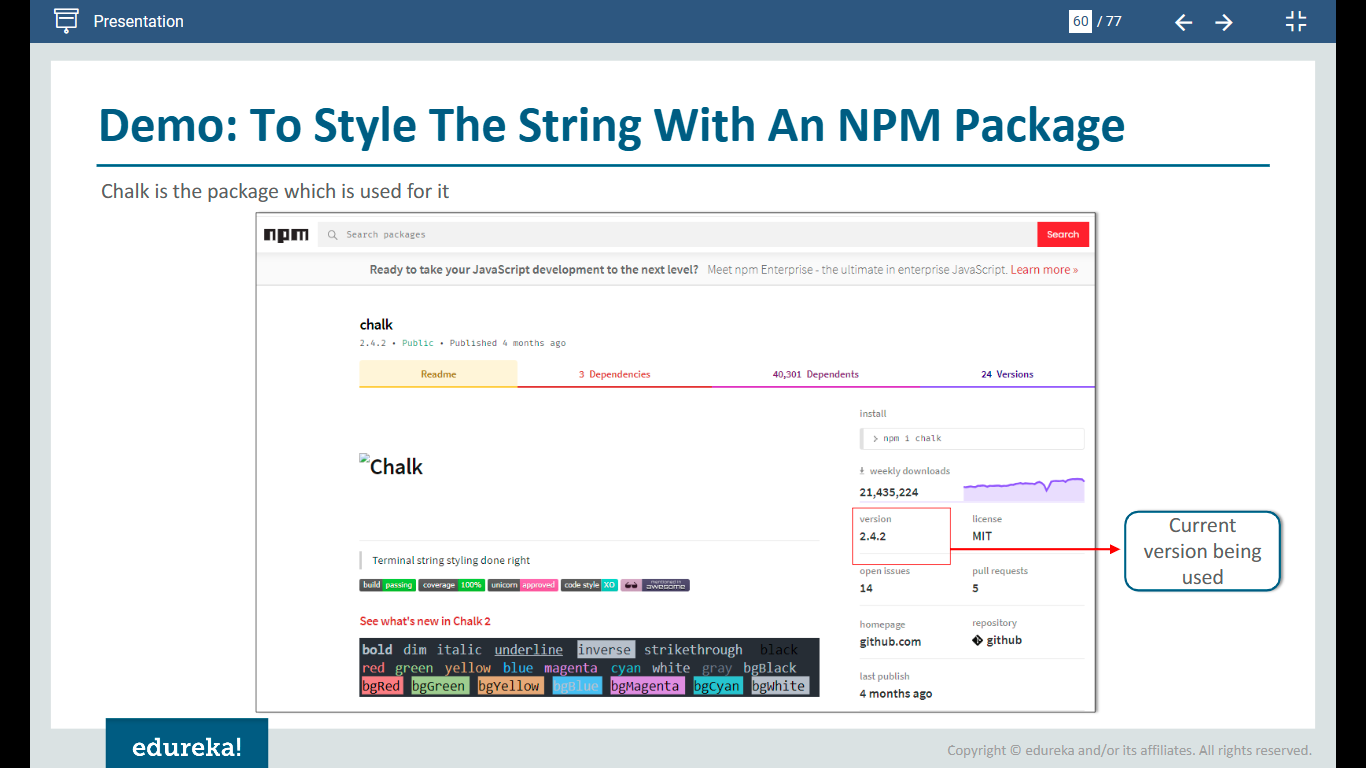 Presentation
60 / 77
Demo: To Style The String With An NPM Package
Chalk is the package which is used for it
npm
Search packages
Search
Ready to take your JavaScript development to the next level? Meet npm Enterprise - the ultimate in enterprise JavaScript. Learn more »
chalk
2.4.2 • Public • Published 4 months ago
Readme
3 Dependencies
40,301 Dependents
24 Versions
install
> npm i chalk
weekly downloads
21,435,224
version
2.4.2
license
MIT
open issues
14
pull requests
5
homepage
github.com
repository
github
last publish
4 months ago
Chalk
Terminal string styling done right
build passing coverage 100% unicorn approved code style XO mentioned in awesome
See what's new in Chalk 2
bold dim italic underline inverse strikethrough black
red green yellow blue magenta cyan white gray bgBlack
bgRed bgGreen bgYellow bgBlue bgMagenta bgCyan bgWhite
Current
version being
used
edureka!
Copyright © edureka and/or its affiliates. All rights reserved.